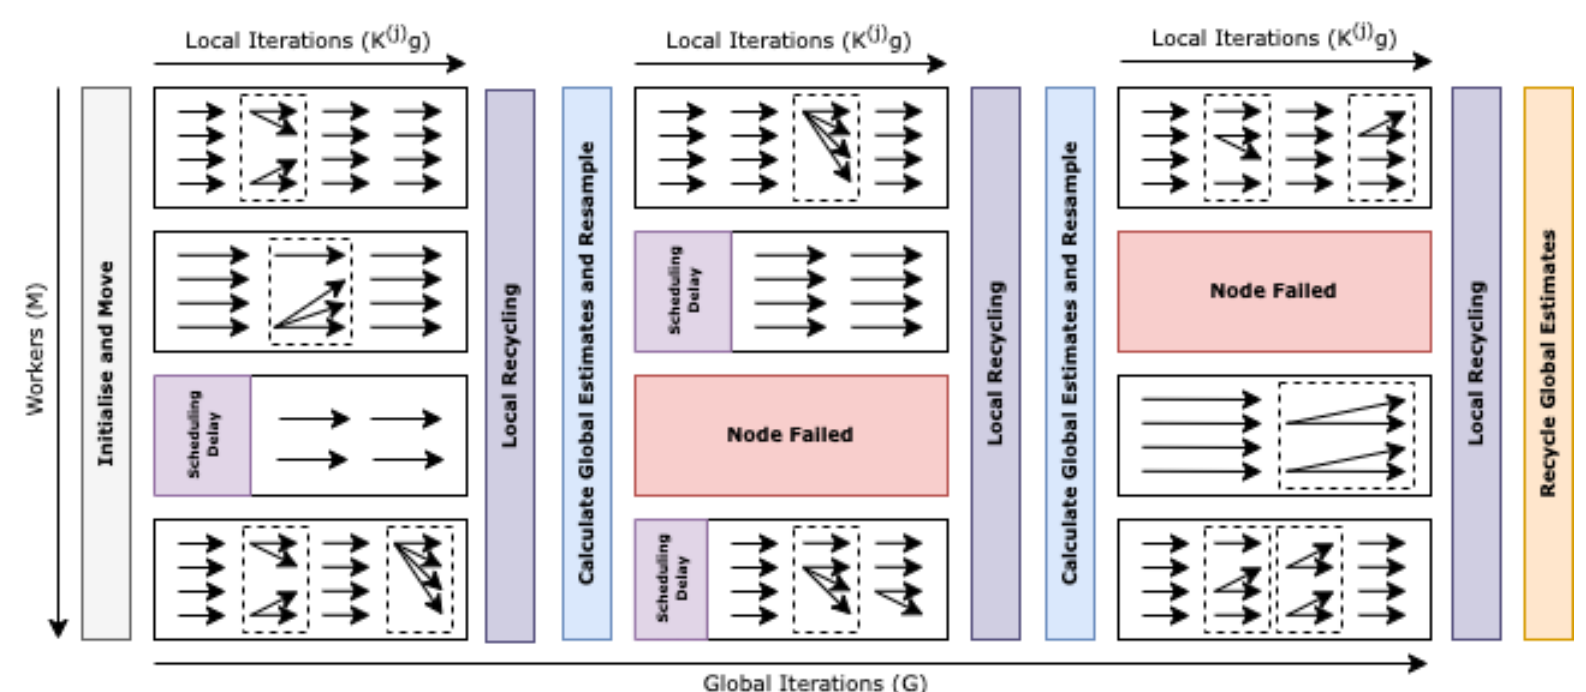 Local Iterations (K(j)g)
Local Iterations (K(j)g)
Local Iterations (K(j)g)
Workers (M)
Initialise and Move
Scheduling
Delay
Local Recycling
Calculate Global Estimates and Resample
Scheduling
Delay
Node Failed
Scheduling
Delay
Local Recycling
Calculate Global Estimates and Resample
Node Failed
Local Recycling
Recycle Global Estimates
Global Iterations (G)